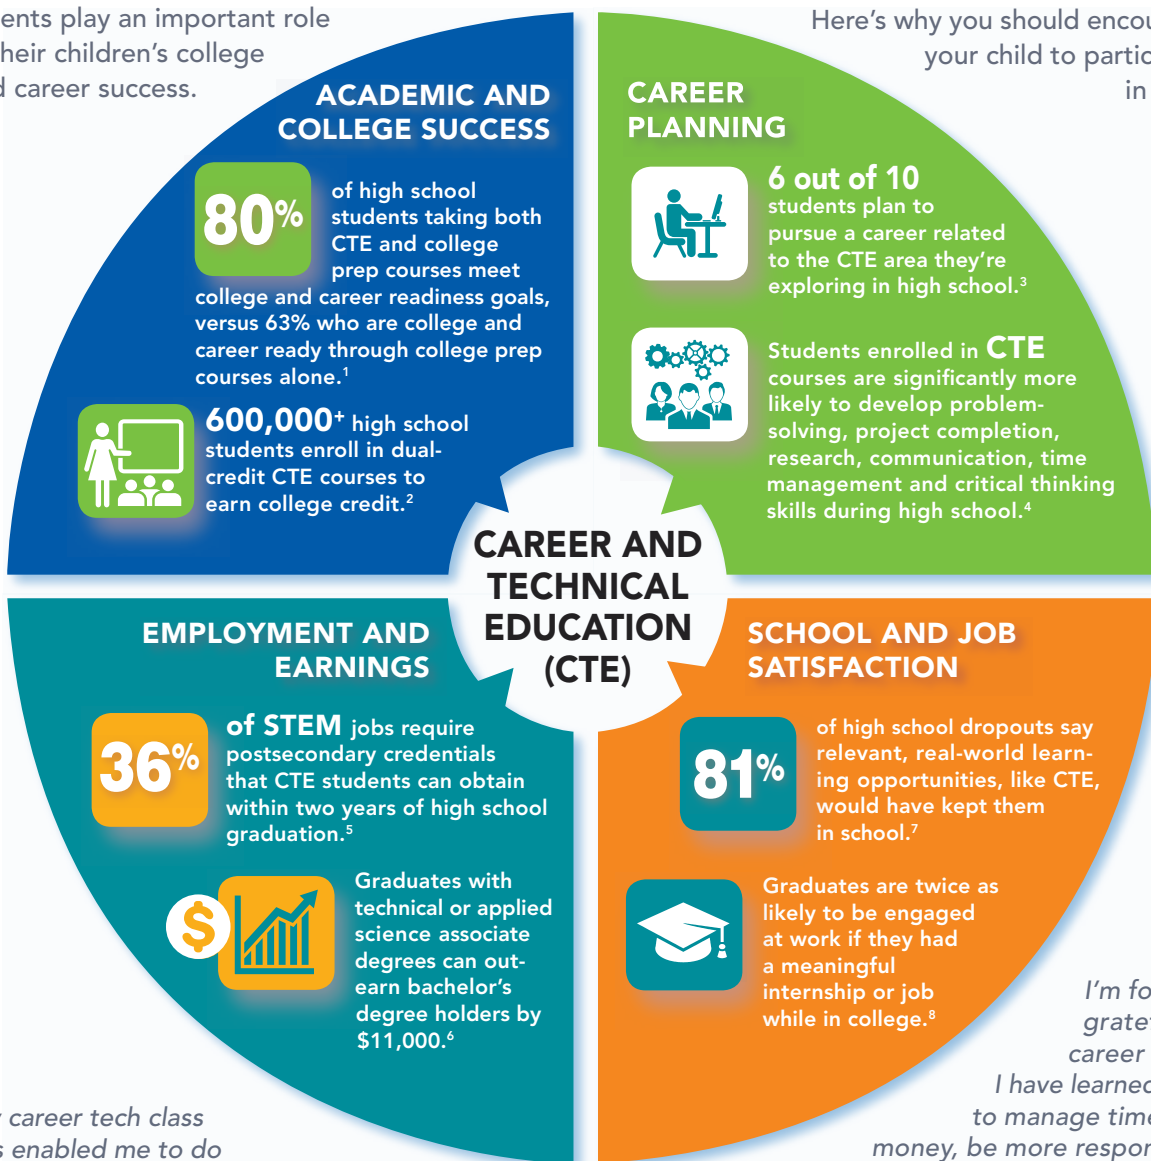 ents play an important role
heir children's college
d career success.
Here's why you should encou
your child to partic
in
ACADEMIC AND
COLLEGE SUCCESS
80%
of high school
students taking both
CTE and college
prep courses meet
college and career readiness goals,
versus 63% who are college and
career ready through college prep
courses alone.1
600,000+ high school
students enroll in dual-
credit CTE courses to
earn college credit.2
CAREER
PLANNING
6 out of 10
students plan to
pursue a career related
to the CTE area they're
exploring in high school.3
Students enrolled in CTE
courses are significantly more
likely to develop problem-
solving, project completion,
research, communication, time
management and critical thinking
skills during high school.4
CAREER AND
TECHNICAL
EDUCATION
(CTE)
EMPLOYMENT AND
EARNINGS
36%
of STEM jobs require
postsecondary credentials
that CTE students can obtain
within two years of high school
graduation.5
$
Graduates with
technical or applied
science associate
degrees can out-
earn bachelor's
degree holders by
$11,000.6
SCHOOL AND JOB
SATISFACTION
81%
of high school dropouts say
relevant, real-world learn-
ing opportunities, like CTE,
would have kept them
in school.7
Graduates are twice as
likely to be engaged
at work if they had
a meaningful
internship or job
while in college.8
career tech class
s enabled me to do
I'm fo
grate
career
I have learned
to manage time
money, be more respon